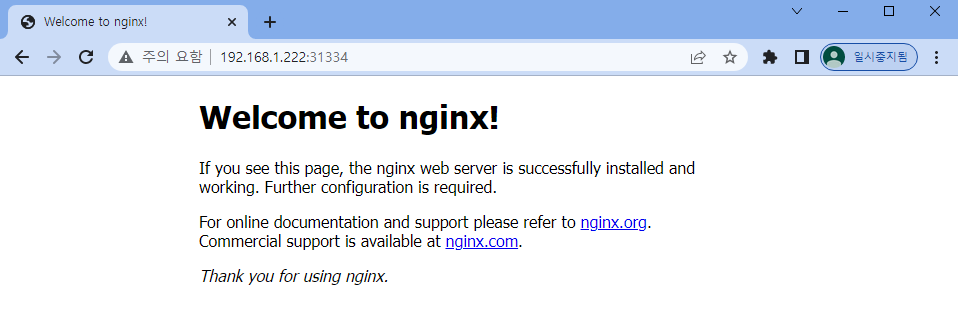 Welcome to nginx!
주의 요함 192.168.1.222:31334
일시중지됨
Welcome to nginx!
If you see this page, the nginx web server is successfully installed and
working. Further configuration is required.
For online documentation and support please refer to nginx.org.
Commercial support is available at nginx.com.
Thank you for using nginx.